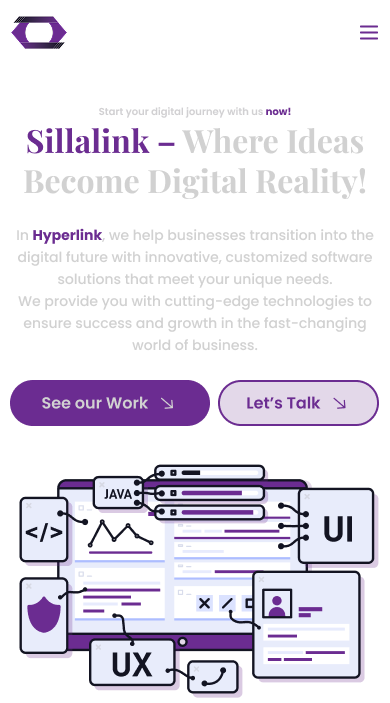 Start your digital journey with us now!
Sillalink – Where Ideas
Become Digital Reality!
In Hyperlink, we help businesses transition into the
digital future with innovative, customized software
solutions that meet your unique needs.
We provide you with cutting-edge technologies to
ensure success and growth in the fast-changing
world of business.
See our Work
Let’s Talk
JAVA
</>
UI
UX